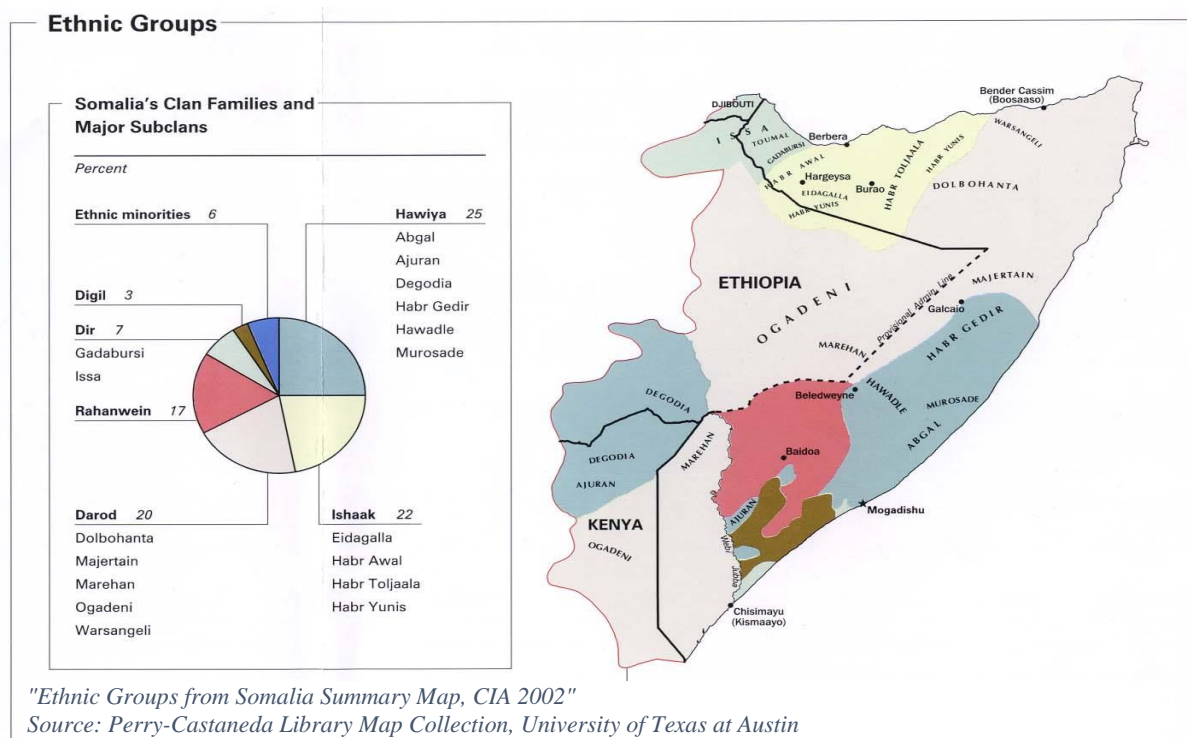 Ethnic Groups
Somalia's Clan Families and
Major Subclans
Percent
Ethnic minorities 6
Digil 3
Dir 7
Gadabursi
Issa
Rahanwein 17
Darod 20
Dolbohanta
Majertain
Marehan
Ogadeni
Warsangeli
Hawiya 25
Abgal
Ajuran
Degodia
Habr Gedir
Hawadle
Murosade
Ishaak 22
Eidagalla
Habr Awal
Habr Toljaala
Habr Yunis
Bender Cassim
(Boosaaso)
DJIBOUTI
ISSA
TOUMAL
GADABURSI
Berbera
WARSANGELI
HABR AWAL
HABR TOLJAALA
HABR YUNIS
Hargeysa
Burao
EIDAGALLA
HABR YUNIS
DOLBOHANTA
ETHIOPIA
OGADENI
MAJERTAIN
Provisional Admin. Line
Galcaio
HABR GEDIR
MAREHAN
DEGODIA
Beledweyne
HAWADLE
MUROSADE
ABGAL
DEGODIA
MAREHAN
Baidoa
AJURAN
AJURAN
Mogadishu
KENYA
OGADENI
Webi
Jubba
Chisimayu
(Kismaayo)
"Ethnic Groups from Somalia Summary Map, CIA 2002"
Source: Perry-Castaneda Library Map Collection, University of Texas at Austin